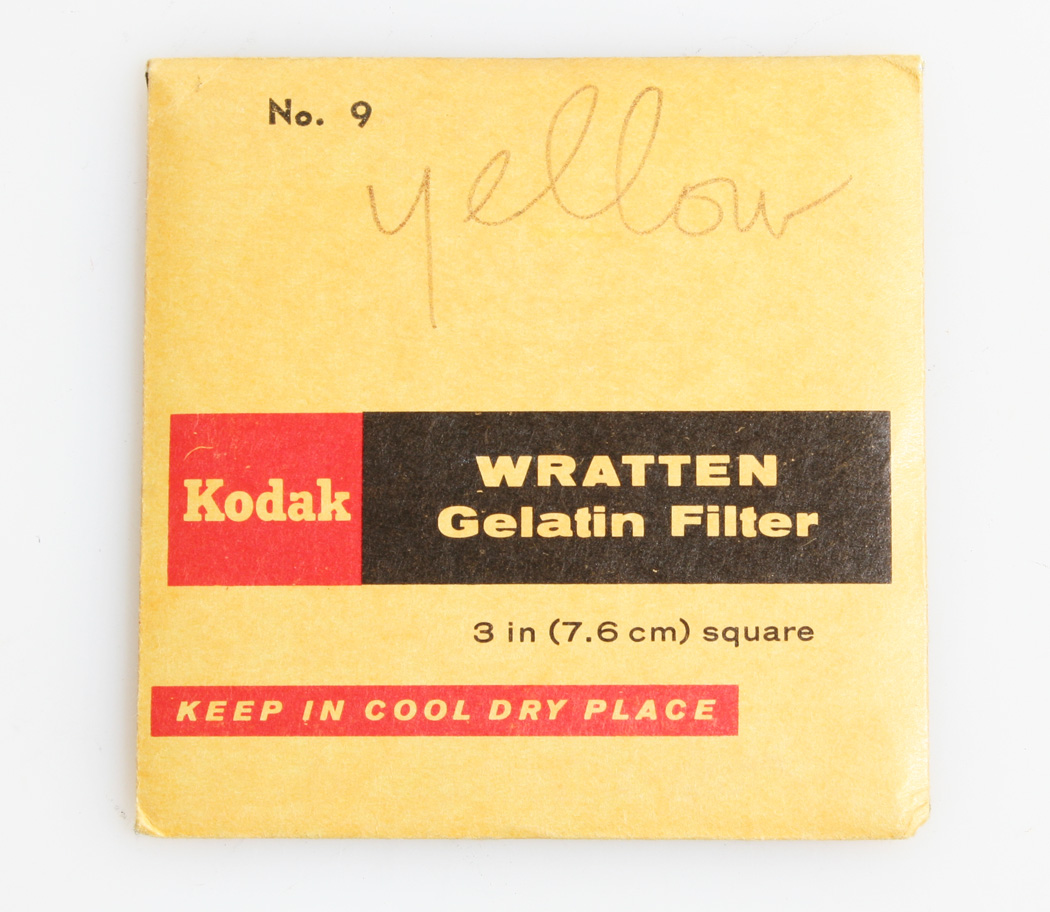 No. 9
yellow
Kodak
WRATTEN
Gelatin Filter
3 in (7.6 cm) square
KEEP IN COOL DRY PLACE